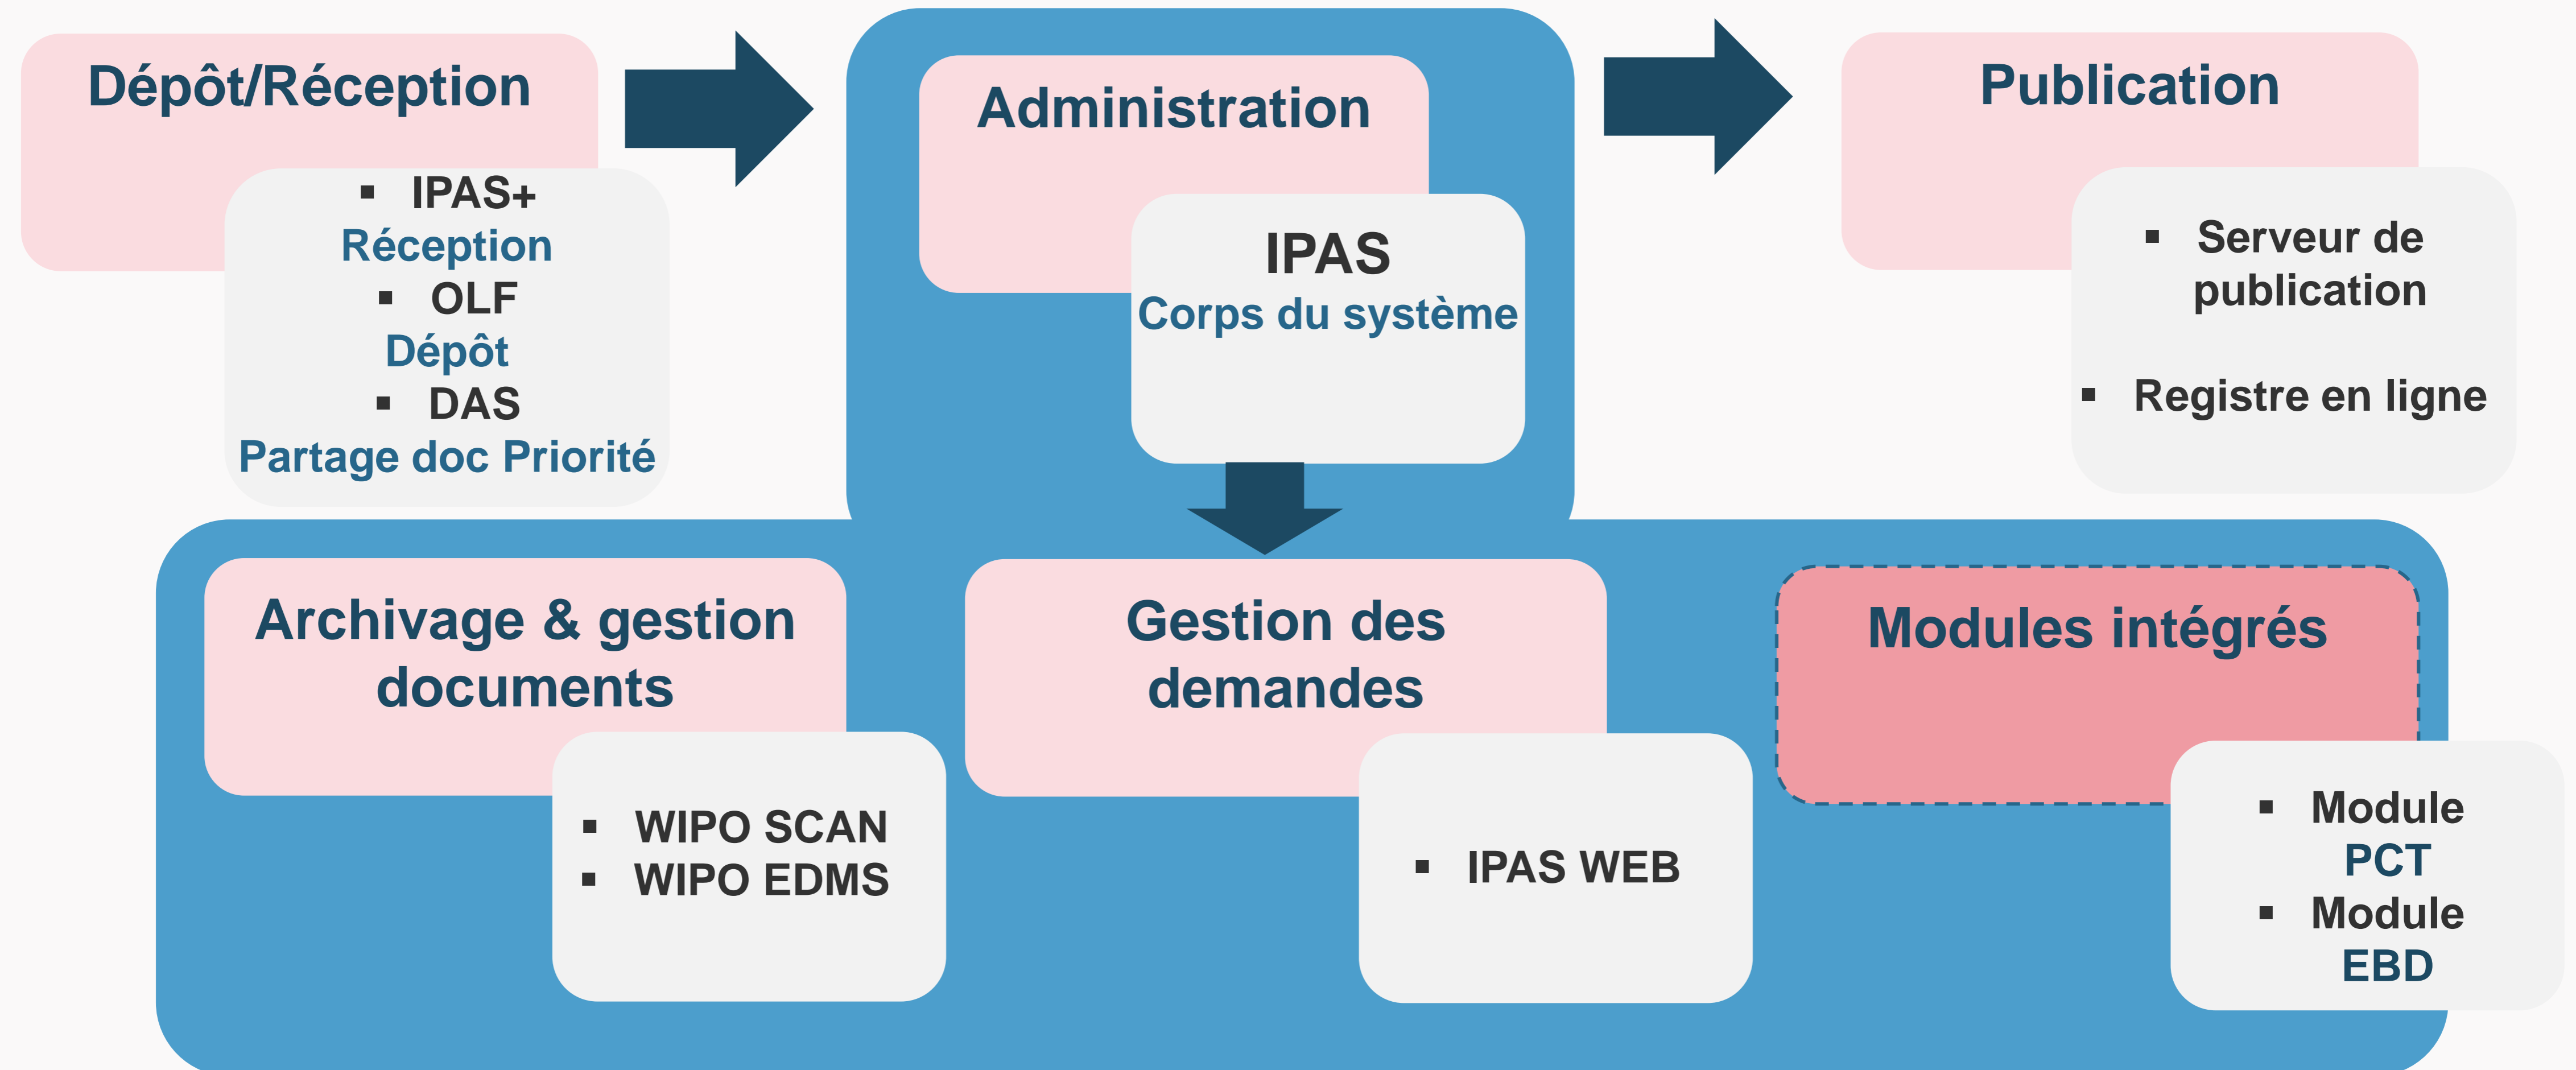 Dépôt/Réception
▪ IPAS+
Réception
▪ OLF
Dépôt
▪ DAS
Partage doc Priorité
Administration
IPAS
Corps du système
Publication
▪ Serveur de
publication
▪ Registre en ligne
Archivage & gestion
documents
▪ WIPO SCAN
▪ WIPO EDMS
Gestion des
demandes
▪ IPAS WEB
Modules intégrés
▪ Module
PCT
▪ Module
EBD